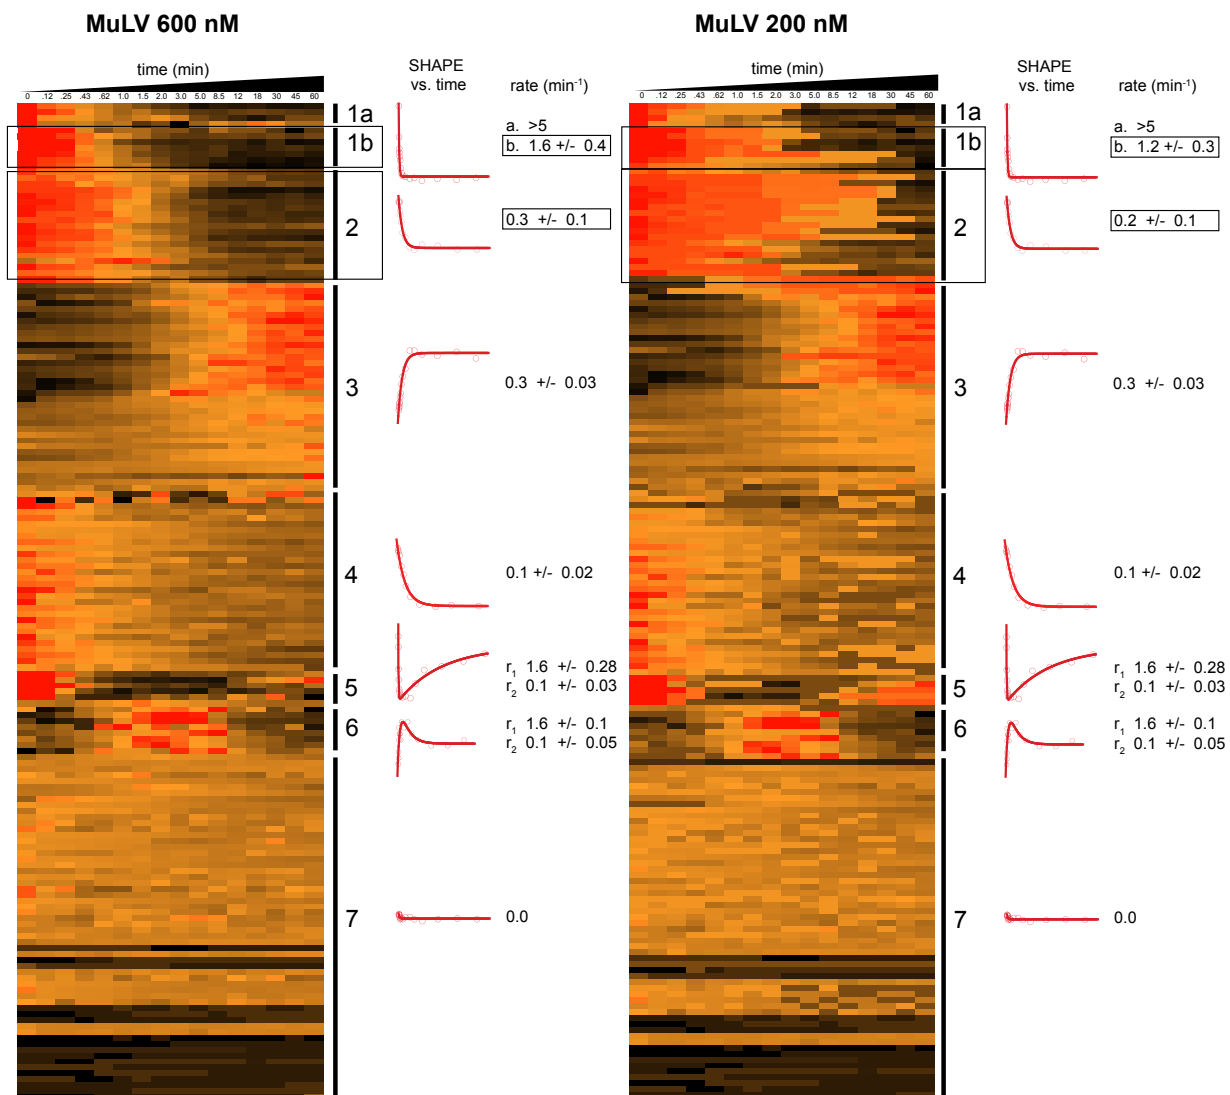 MuLV 600 nM
time (min)
0 .12 .25 .43 .62 1.0 1.5 2.0 3.0 5.0 8.5 12 18 30 45 60
SHAPE
vs. time
rate (min⁻¹)
1a
1b
a. >5
b. 1.6 +/- 0.4
2
0.3 +/- 0.1
3
0.3 +/- 0.03
4
0.1 +/- 0.02
5
r₁ 1.6 +/- 0.28
r₂ 0.1 +/- 0.03
6
r₁ 1.6 +/- 0.1
r₂ 0.1 +/- 0.05
7
0.0
MuLV 200 nM
time (min)
0 .12 .25 .43 .62 1.0 1.5 2.0 3.0 5.0 8.5 12 18 30 45 60
SHAPE
vs. time
rate (min⁻¹)
1a
1b
a. >5
b. 1.2 +/- 0.3
2
0.2 +/- 0.1
3
0.3 +/- 0.03
4
0.1 +/- 0.02
5
r₁ 1.6 +/- 0.28
r₂ 0.1 +/- 0.03
6
r₁ 1.6 +/- 0.1
r₂ 0.1 +/- 0.05
7
0.0